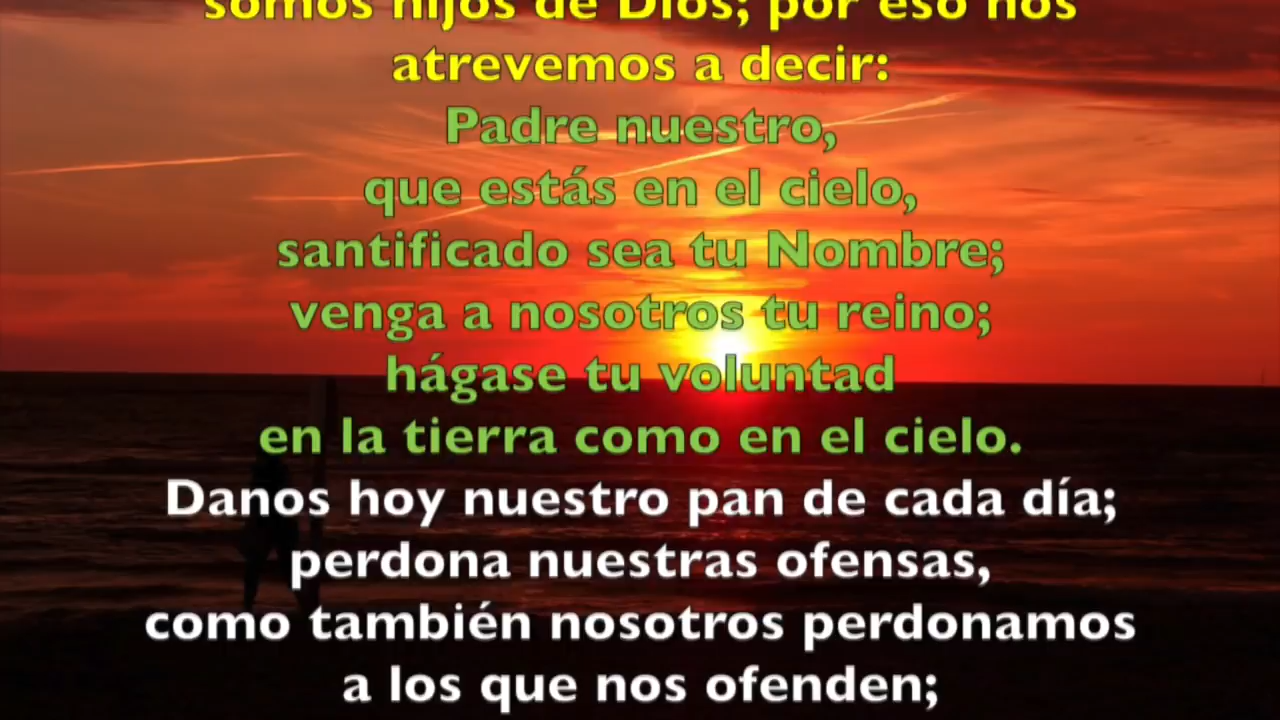 somos hijos de Dios; por eso nos
atrevemos a decir:
Padre nuestro,
que estás en el cielo,
santificado sea tu Nombre;
venga a nosotros tu reino;
hágase tu voluntad
en la tierra como en el cielo.
Danos hoy nuestro pan de cada día;
perdona nuestras ofensas,
como también nosotros perdonamos
a los que nos ofenden;